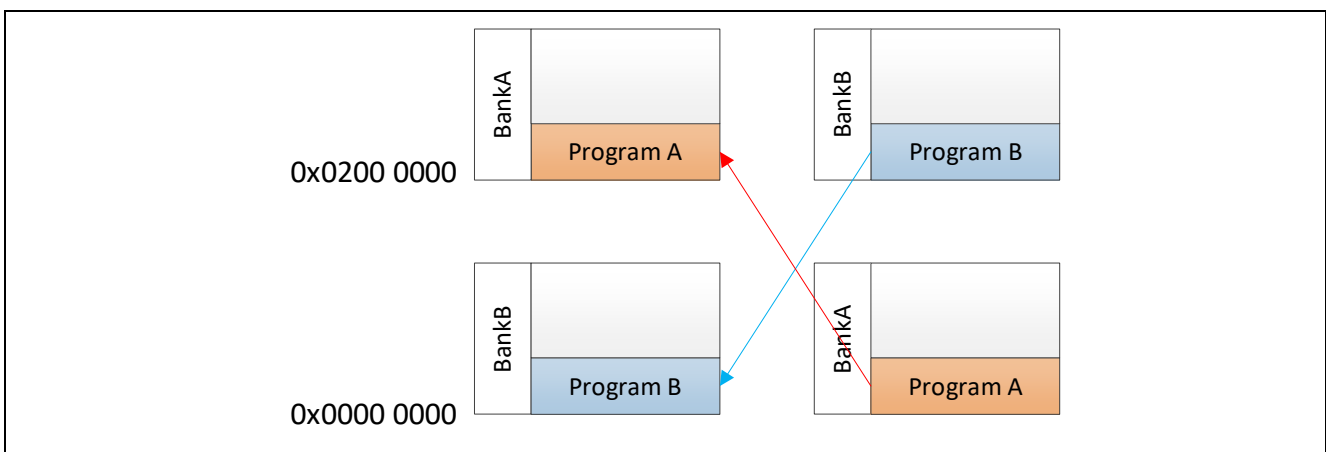 BankA
Program A
0x0200 0000
BankB
Program B
BankB
Program B
0x0000 0000
BankA
Program A